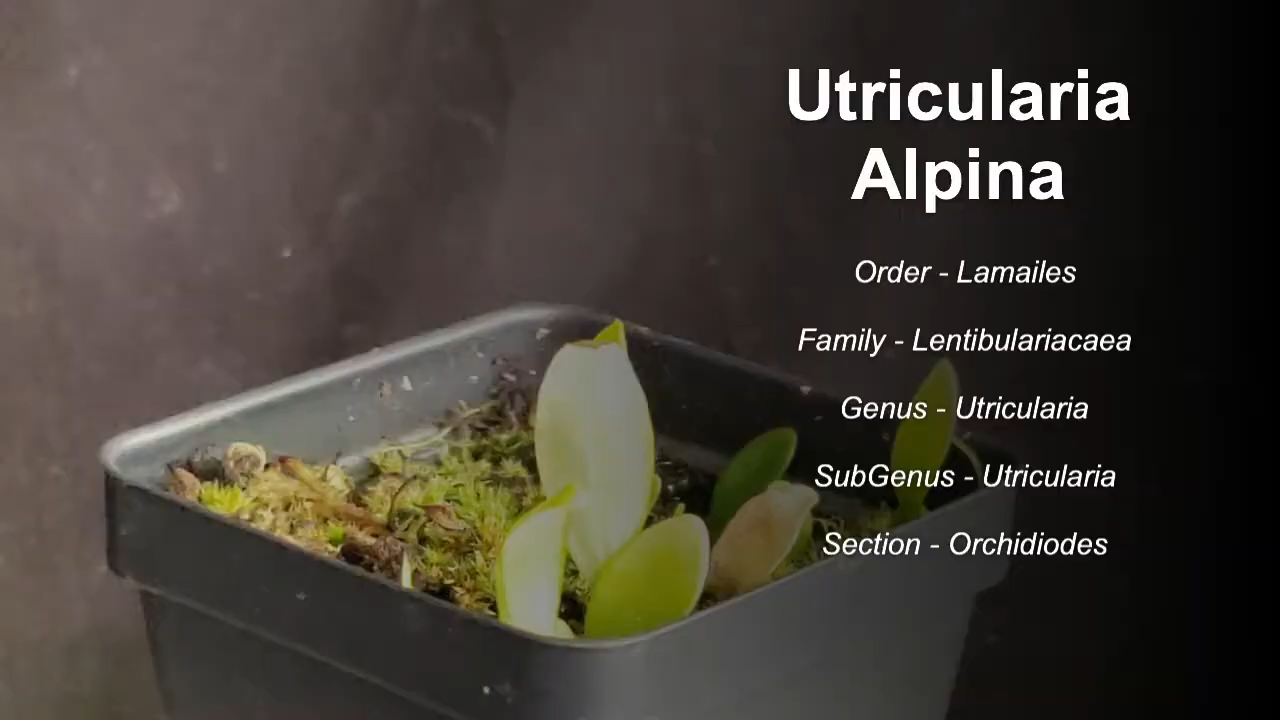 Utricularia
Alpina
Order - Lamailes
Family - Lentibulariacaea
Genus - Utricularia
SubGenus - Utricularia
Section - Orchidiodes